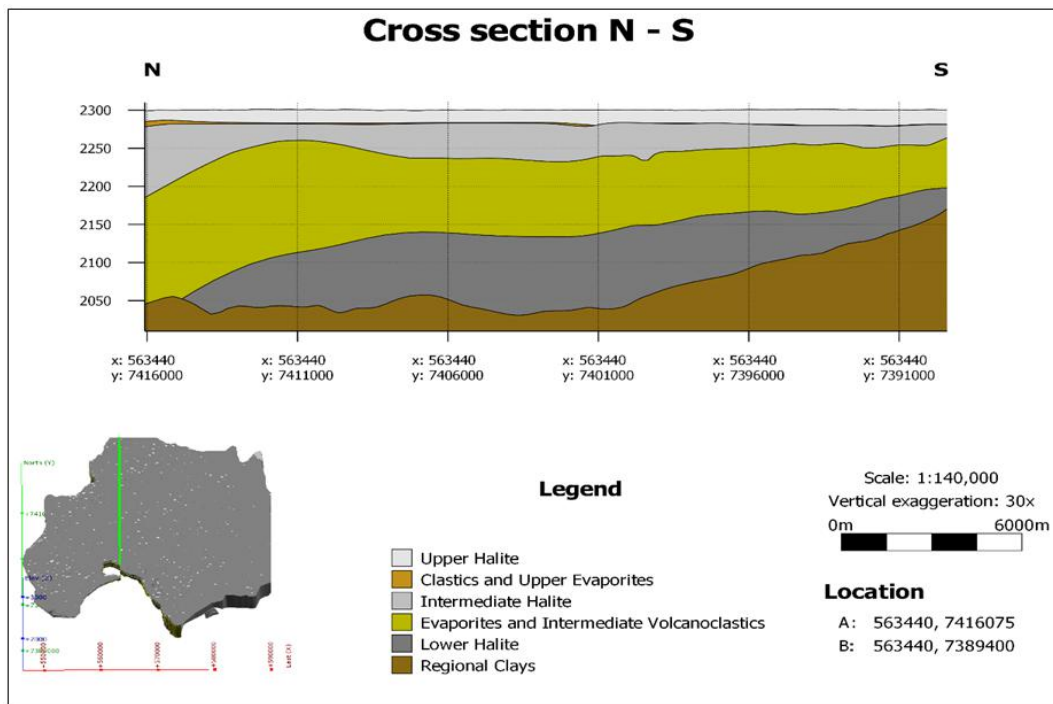 Cross section N - S
N
S
2300
2250
2200
2150
2100
2050
x: 563440 x: 563440 x: 563440 x: 563440 x: 563440 x: 563440
y: 7416000 y: 7411000 y: 7406000 y: 7401000 y: 7396000 y: 7391000
North (Y)
Legend
Upper Halite
Clastics and Upper Evaporites
Intermediate Halite
Evaporites and Intermediate Volcanoclastics
Lower Halite
Regional Clays
Scale: 1:140,000
Vertical exaggeration: 30x
0m 6000m
Location
A: 563440, 7416075
B: 563440, 7389400